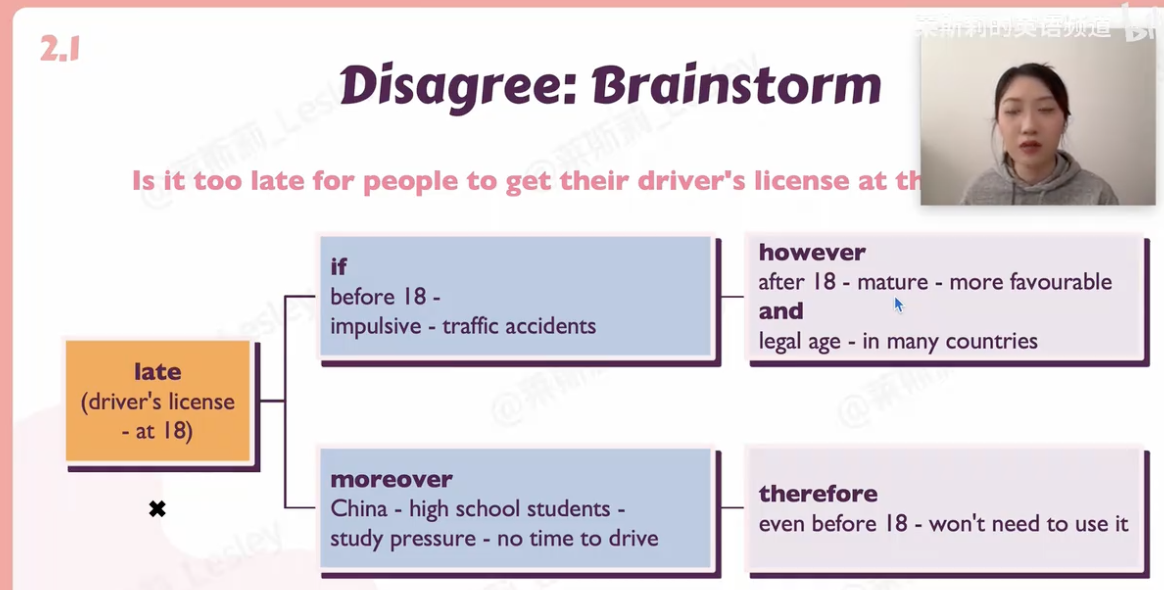 莱斯莉的英语频道
2.1
Disagree: Brainstorm
Is it too late for people to get their driver's license at th
if
before 18 -
impulsive - traffic accidents
however
after 18 - mature - more favourable
and
legal age - in many countries
late
(driver's license
- at 18)
moreover
China - high school students -
study pressure - no time to drive
therefore
even before 18 - won't need to use it
@莱斯莉_Lesley